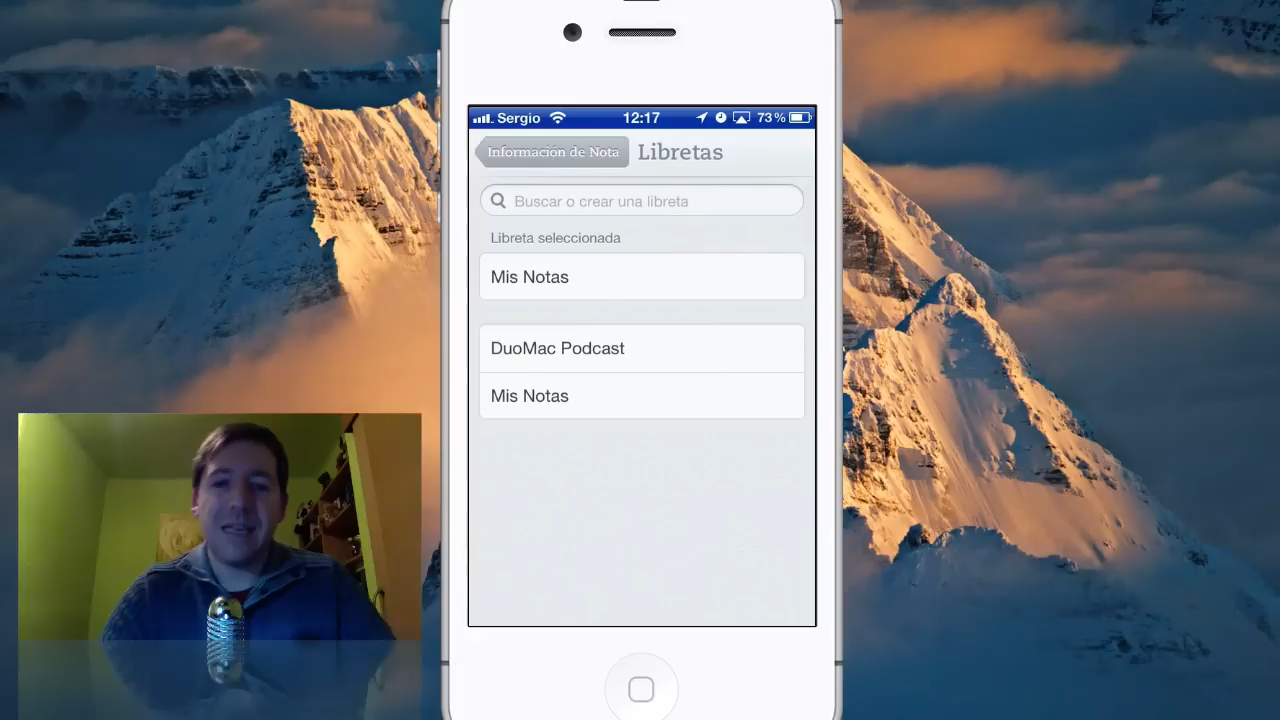 Sergio 12:17 73%
Información de Nota Libretas
Buscar o crear una libreta
Libreta seleccionada
Mis Notas
DuoMac Podcast
Mis Notas